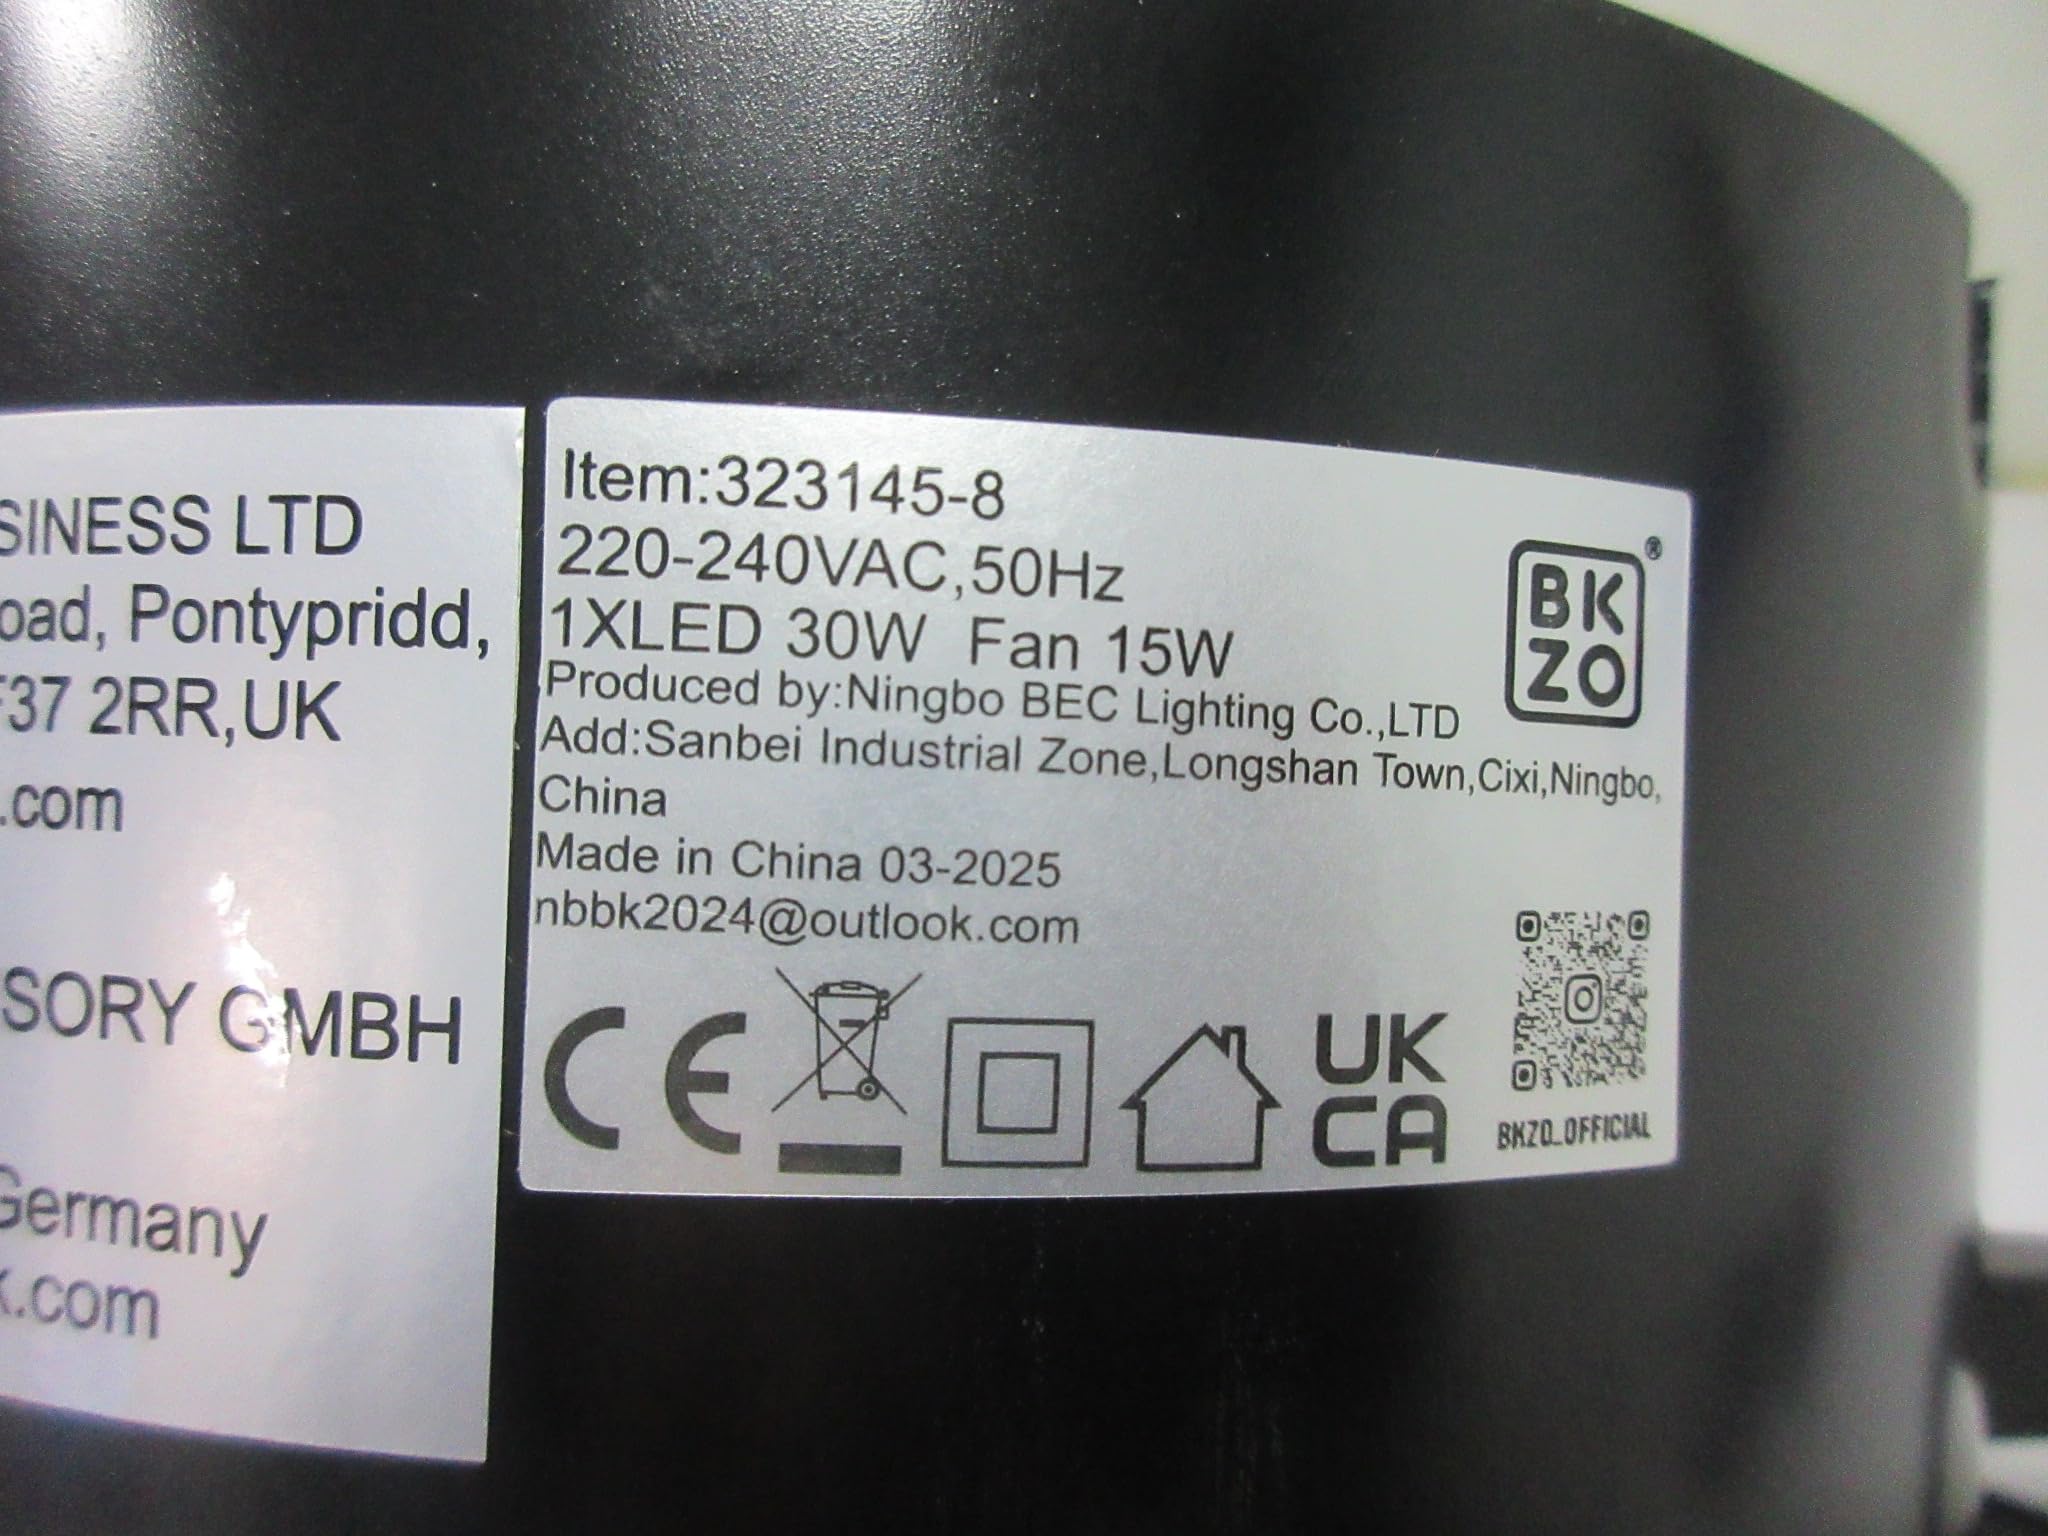 SINESS LTD
oad, Pontypridd,
F37 2RR,UK
.com
SORY GMBH
Germany
k.com
Item:323145-8
220-240VAC,50Hz
1XLED 30W Fan 15W
Produced by:Ningbo BEC Lighting Co.,LTD
Add:Sanbei Industrial Zone,Longshan Town,Cixi,Ningbo,
China
Made in China 03-2025
nbbk2024@outlook.com
BK
ZO
®
CE
UK
CA
BKZO_OFFICIAL